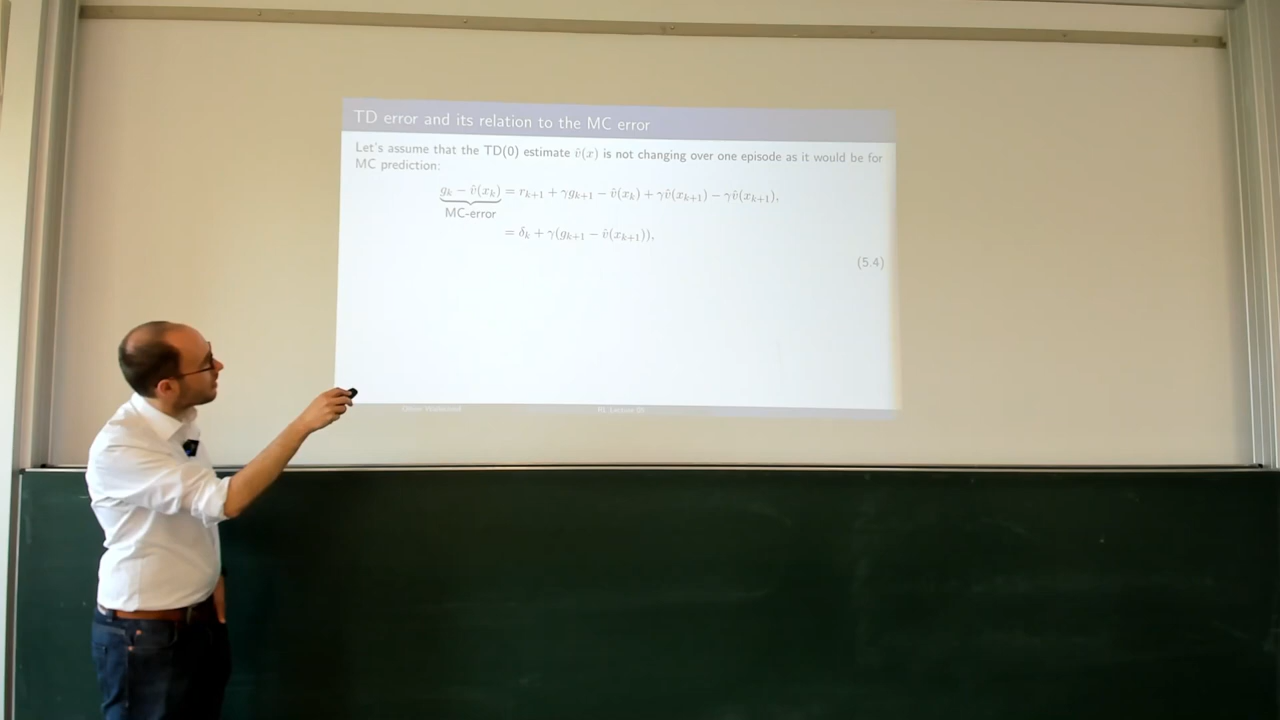 TD error and its relation to the MC error
Let's assume that the TD(0) estimate v̂(x) is not changing over one episode as it would be for
MC prediction:
g_k − v̂(x_k) = r_{k+1} + γg_{k+1} − v̂(x_k) + γv̂(x_{k+1}) − γv̂(x_{k+1}),
MC-error
= δ_k + γ(g_{k+1} − v̂(x_{k+1})),
(5.4)